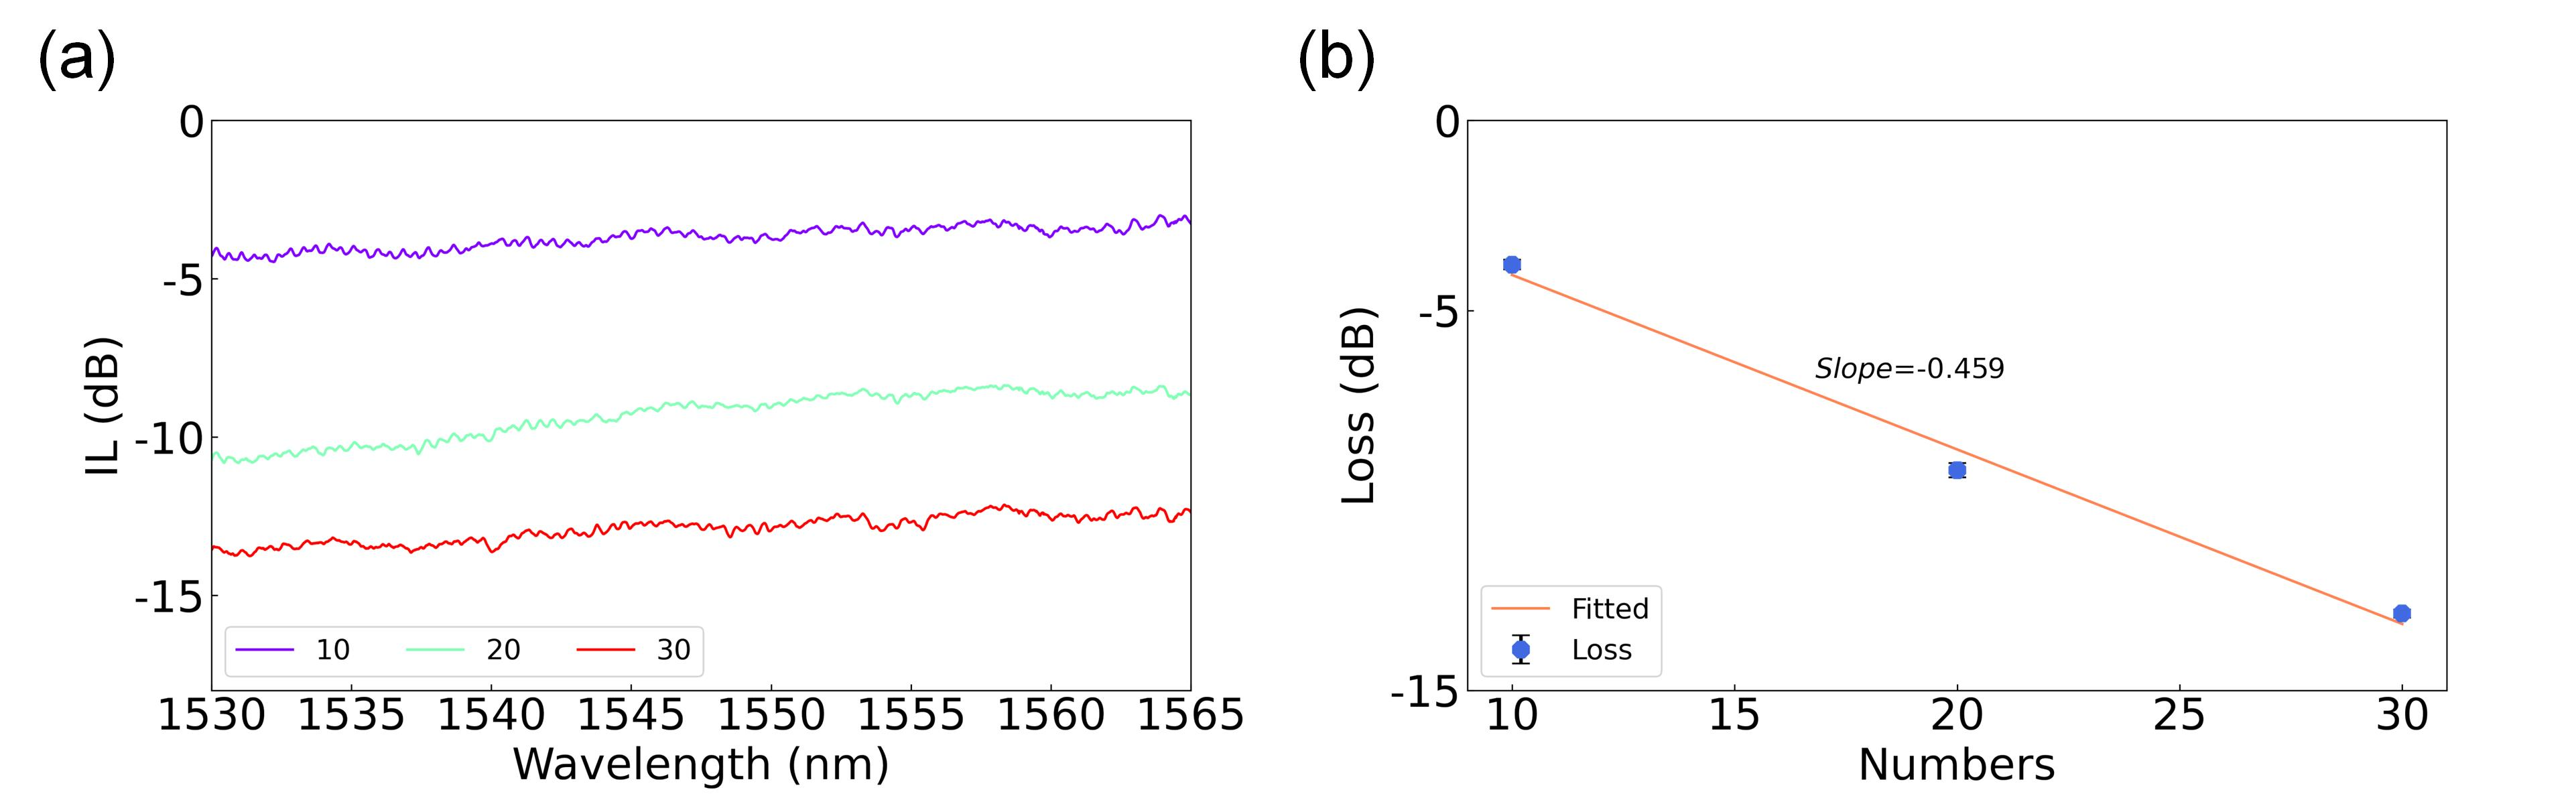 (a)
0
-5
-10
-15
IL (dB)
10 20 30
1530 1535 1540 1545 1550 1555 1560 1565
Wavelength (nm)
(b)
0
-5
-15
Loss (dB)
Slope=-0.459
Fitted
Loss
10 15 20 25 30
Numbers